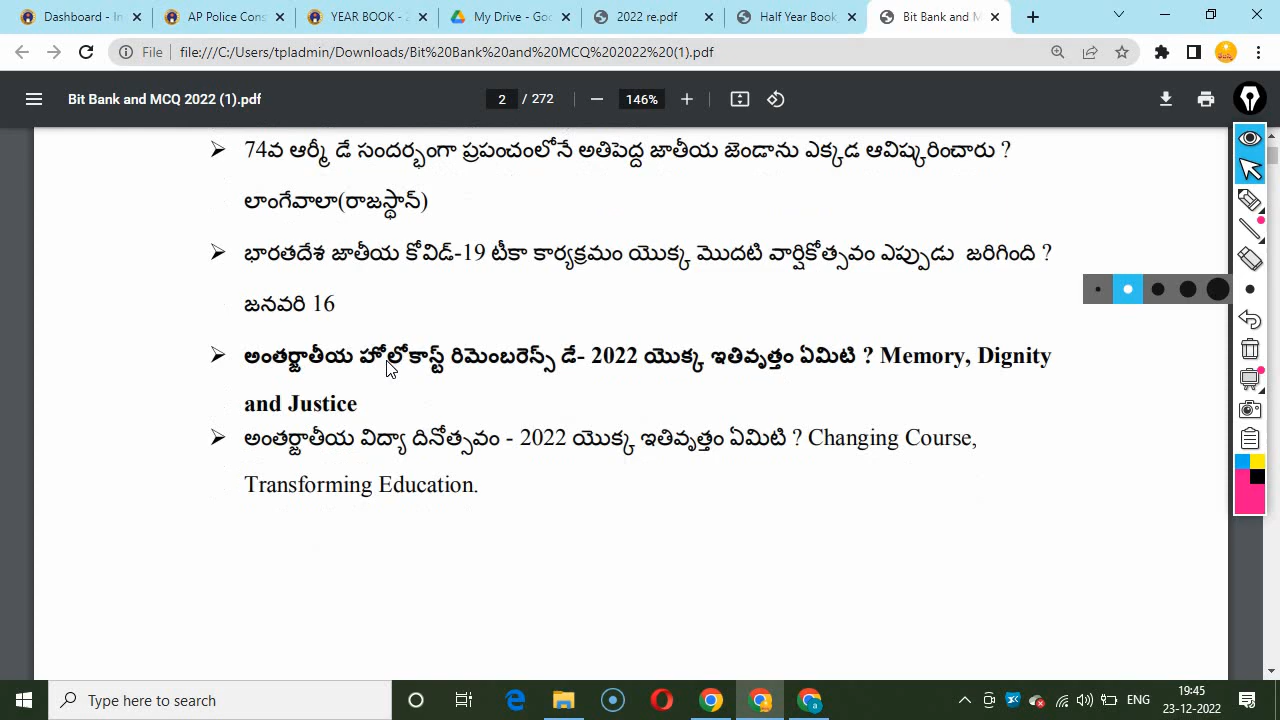 Dashboard - In
AP Police Cons
YEAR BOOK - 2
My Drive - Goo
2022 re.pdf
Half Year Book
Bit Bank and M
File
file:///C:/Users/tpladmin/Downloads/Bit%20Bank%20and%20MCQ%202022%20(1).pdf
Bit Bank and MCQ 2022 (1).pdf
2 / 272
146%
74వ ఆర్మీ డే సందర్భంగా ప్రపంచంలోనే అతిపెద్ద జాతీయ జెండాను ఎక్కడ ఆవిష్కరించారు ?
లాంగేవాలా(రాజస్థాన్)
భారతదేశ జాతీయ కోవిడ్-19 టీకా కార్యక్రమం యొక్క మొదటి వార్షికోత్సవం ఎప్పుడు జరిగింది ?
జనవరి 16
అంతర్జాతీయ హోలోకాస్ట్ రిమెంబరెన్స్ డే- 2022 యొక్క ఇతివృత్తం ఏమిటి ? Memory, Dignity
and Justice
అంతర్జాతీయ విద్యా దినోత్సవం - 2022 యొక్క ఇతివృత్తం ఏమిటి ? Changing Course,
Transforming Education.
Type here to search
ENG
19:45
23-12-2022